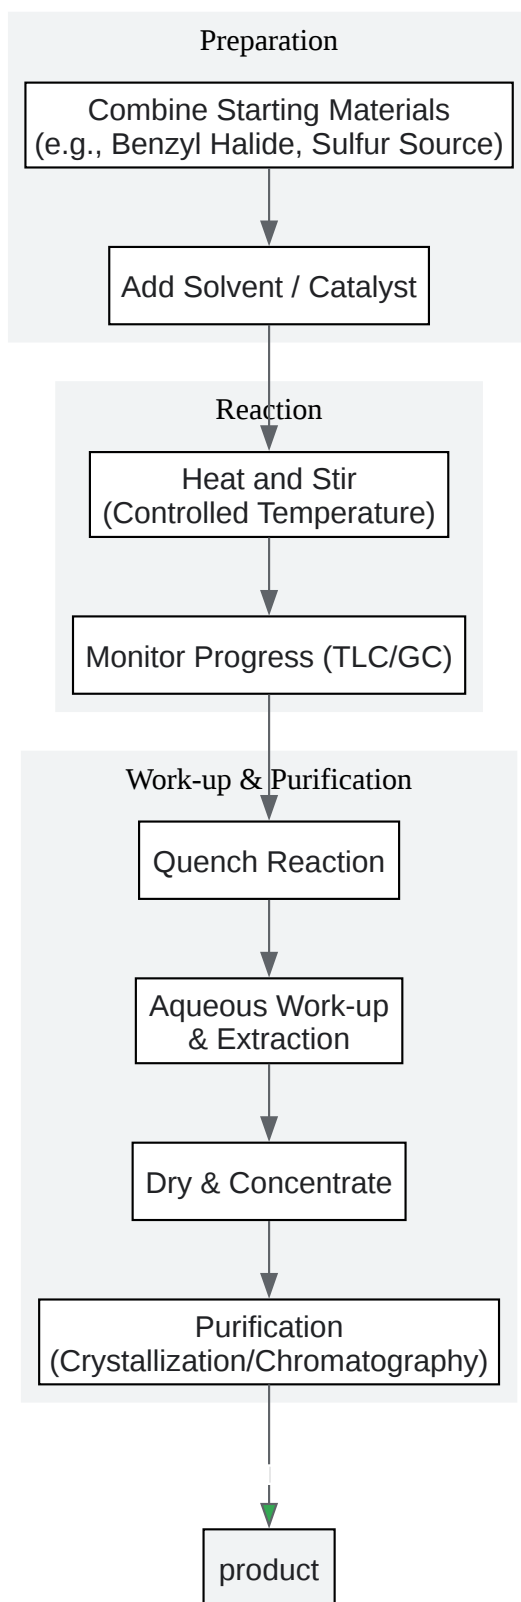 Preparation
Combine Starting Materials
(e.g., Benzyl Halide, Sulfur Source)
Add Solvent / Catalyst
Reaction
Heat and Stir
(Controlled Temperature)
Monitor Progress (TLC/GC)
Work-up & Purification
Quench Reaction
Aqueous Work-up
& Extraction
Dry & Concentrate
Purification
(Crystallization/Chromatography)
product